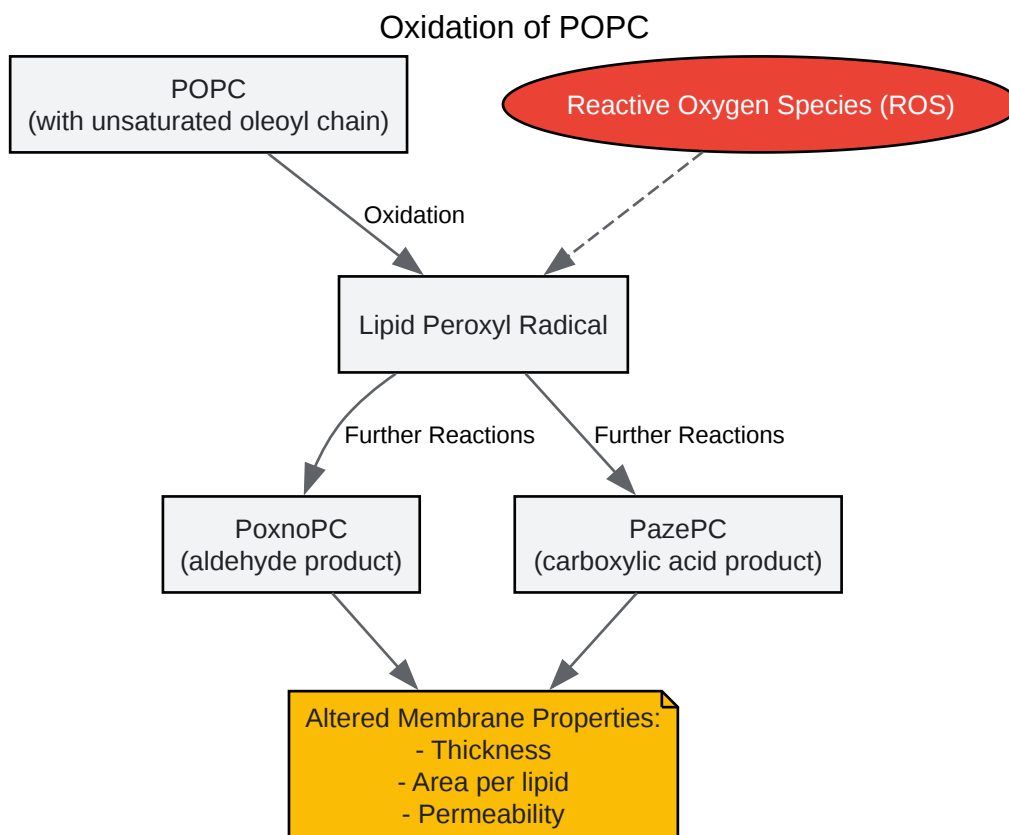 Oxidation of POPC
POPC
(with unsaturated oleoyl chain)
Reactive Oxygen Species (ROS)
Oxidation
Lipid Peroxyl Radical
Further Reactions
Further Reactions
PoxnoPC
(aldehyde product)
PazePC
(carboxylic acid product)
Altered Membrane Properties:
- Thickness
- Area per lipid
- Permeability